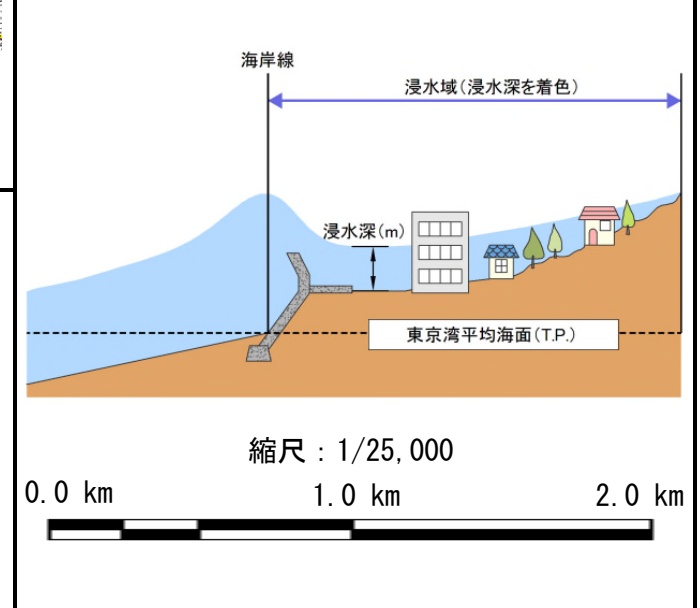 海岸線
浸水域(浸水深を着色)
浸水深(m)
東京湾平均海面(T.P.)
縮尺：1/25,000
0.0 km 1.0 km 2.0 km